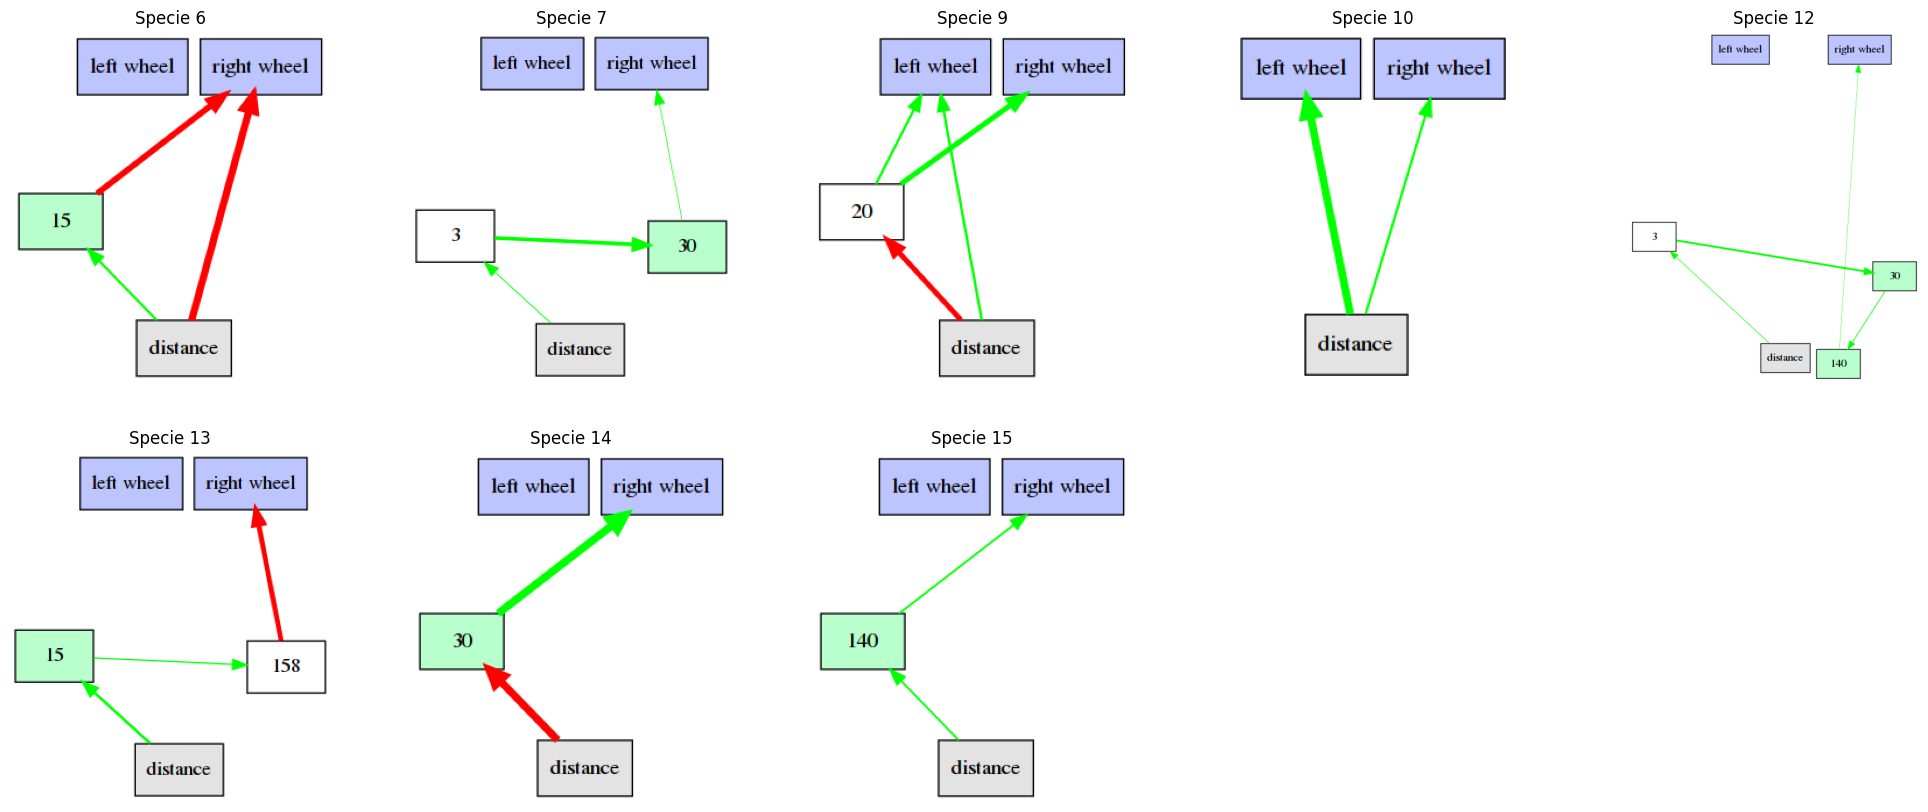 Specie 6
left wheel
right wheel
15
distance
Specie 7
left wheel
right wheel
3
30
distance
Specie 9
left wheel
right wheel
20
distance
Specie 10
left wheel
right wheel
distance
Specie 12
left wheel
right wheel
3
30
distance
140
Specie 13
left wheel
right wheel
15
158
distance
Specie 14
left wheel
right wheel
30
distance
Specie 15
left wheel
right wheel
140
distance